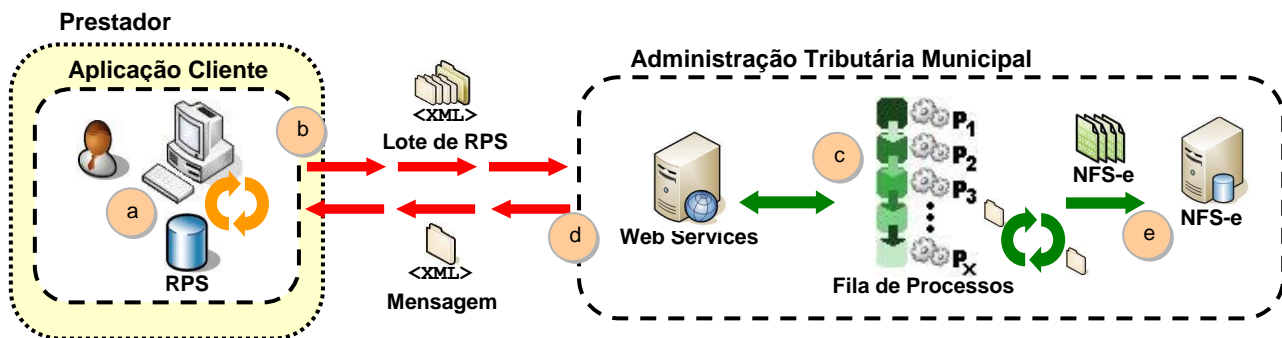 Prestador
Aplicação Cliente
a
RPS
b
<XML>
Lote de RPS
<XML>
Mensagem
d
Administração Tributária Municipal
Web Services
c
P1
P2
P3
Px
Fila de Processos
NFS-e
e
NFS-e